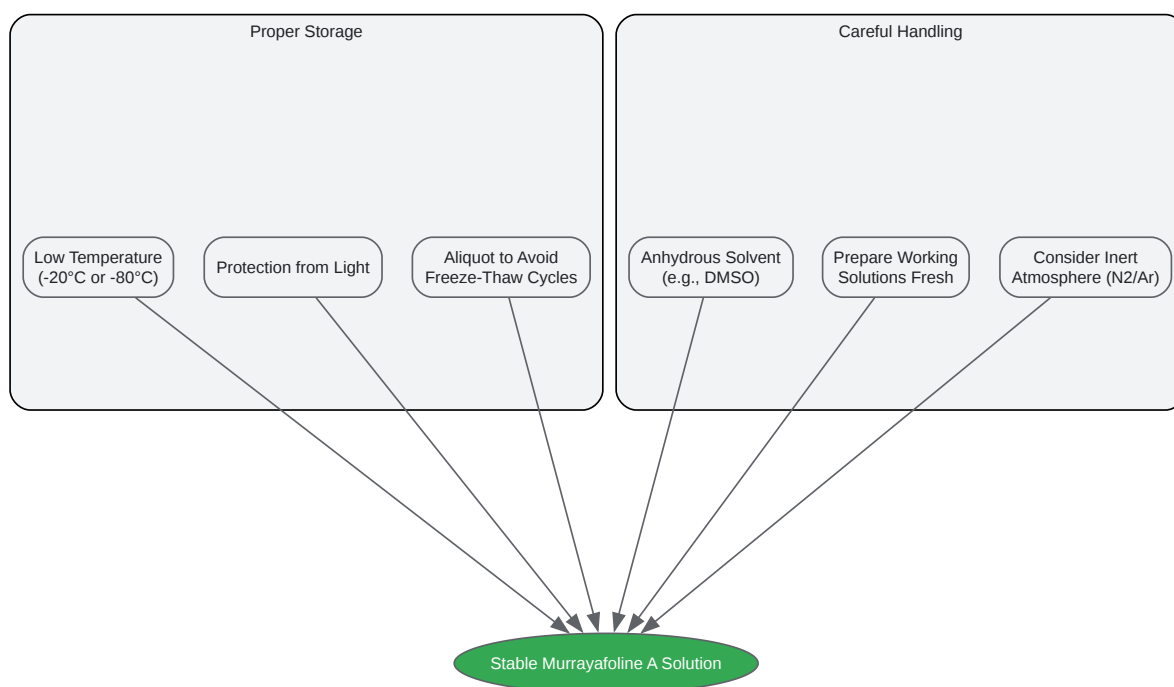 Proper Storage
Careful Handling
Low Temperature
(-20°C or -80°C)
Protection from Light
Aliquot to Avoid
Freeze-Thaw Cycles
Anhydrous Solvent
(e.g., DMSO)
Prepare Working
Solutions Fresh
Consider Inert
Atmosphere (N2/Ar)
Stable Murrayafoline A Solution